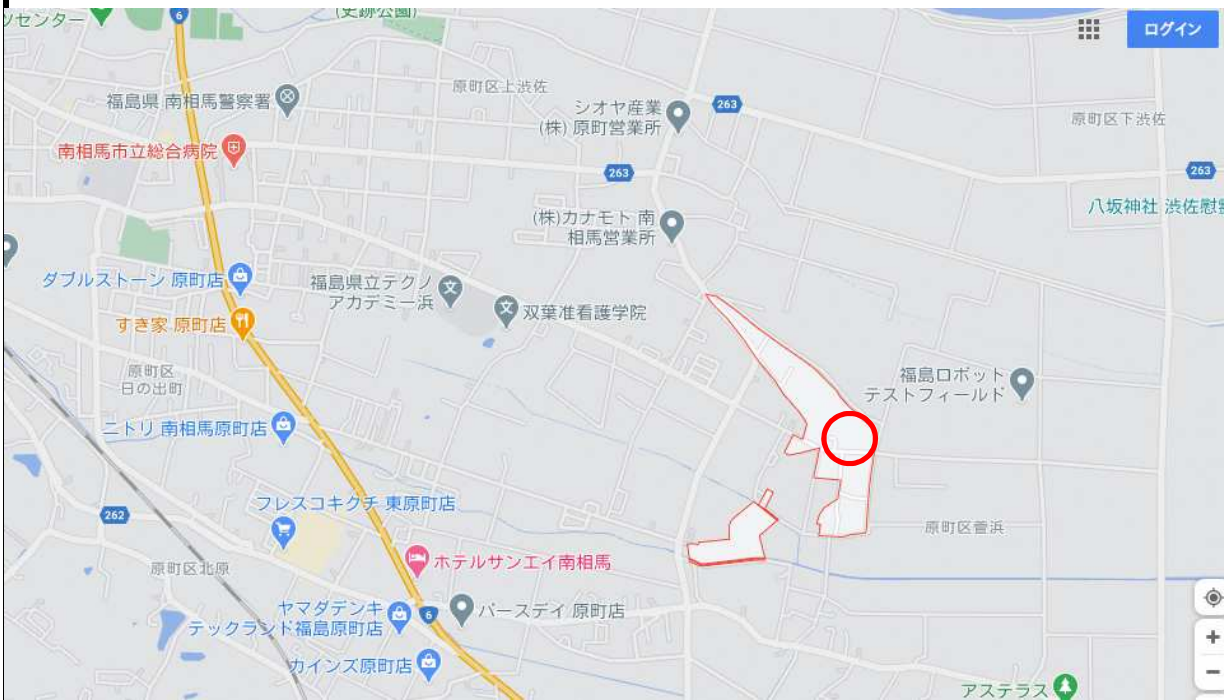 ツセンター
6
(史跡公園)
ログイン
福島県 南相馬警察署
原町区上渋佐
シオヤ産業
(株) 原町営業所
263
原町区下渋佐
南相馬市立総合病院
263
263
八坂神社 渋佐慰
(株)カナモト 南
相馬営業所
ダブルストーン 原町店
福島県立テクノ
アカデミー浜
文
文
双葉准看護学院
すき家 原町店
原町区
日の出町
福島ロボット
テストフィールド
ニトリ 南相馬原町店
フレスコキクチ 東原町店
262
原町区萱浜
原町区北原
ホテルサンエイ南相馬
ヤマダデンキ
テックランド福島原町店
6
バースデイ 原町店
カインズ原町店
アステラス
+
−